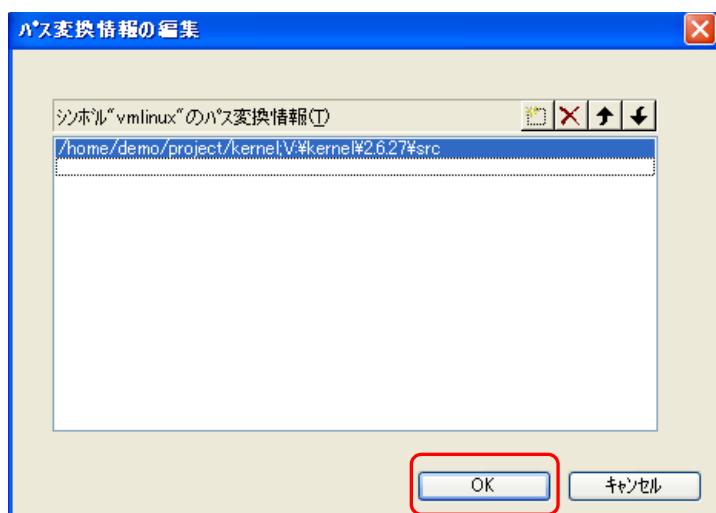 パス変換情報の編集
シンボル"vmlinux"のパス変換情報(T)
/home/demo/project/kernel;V:¥kernel¥2.6.27¥src
OK
キャンセル